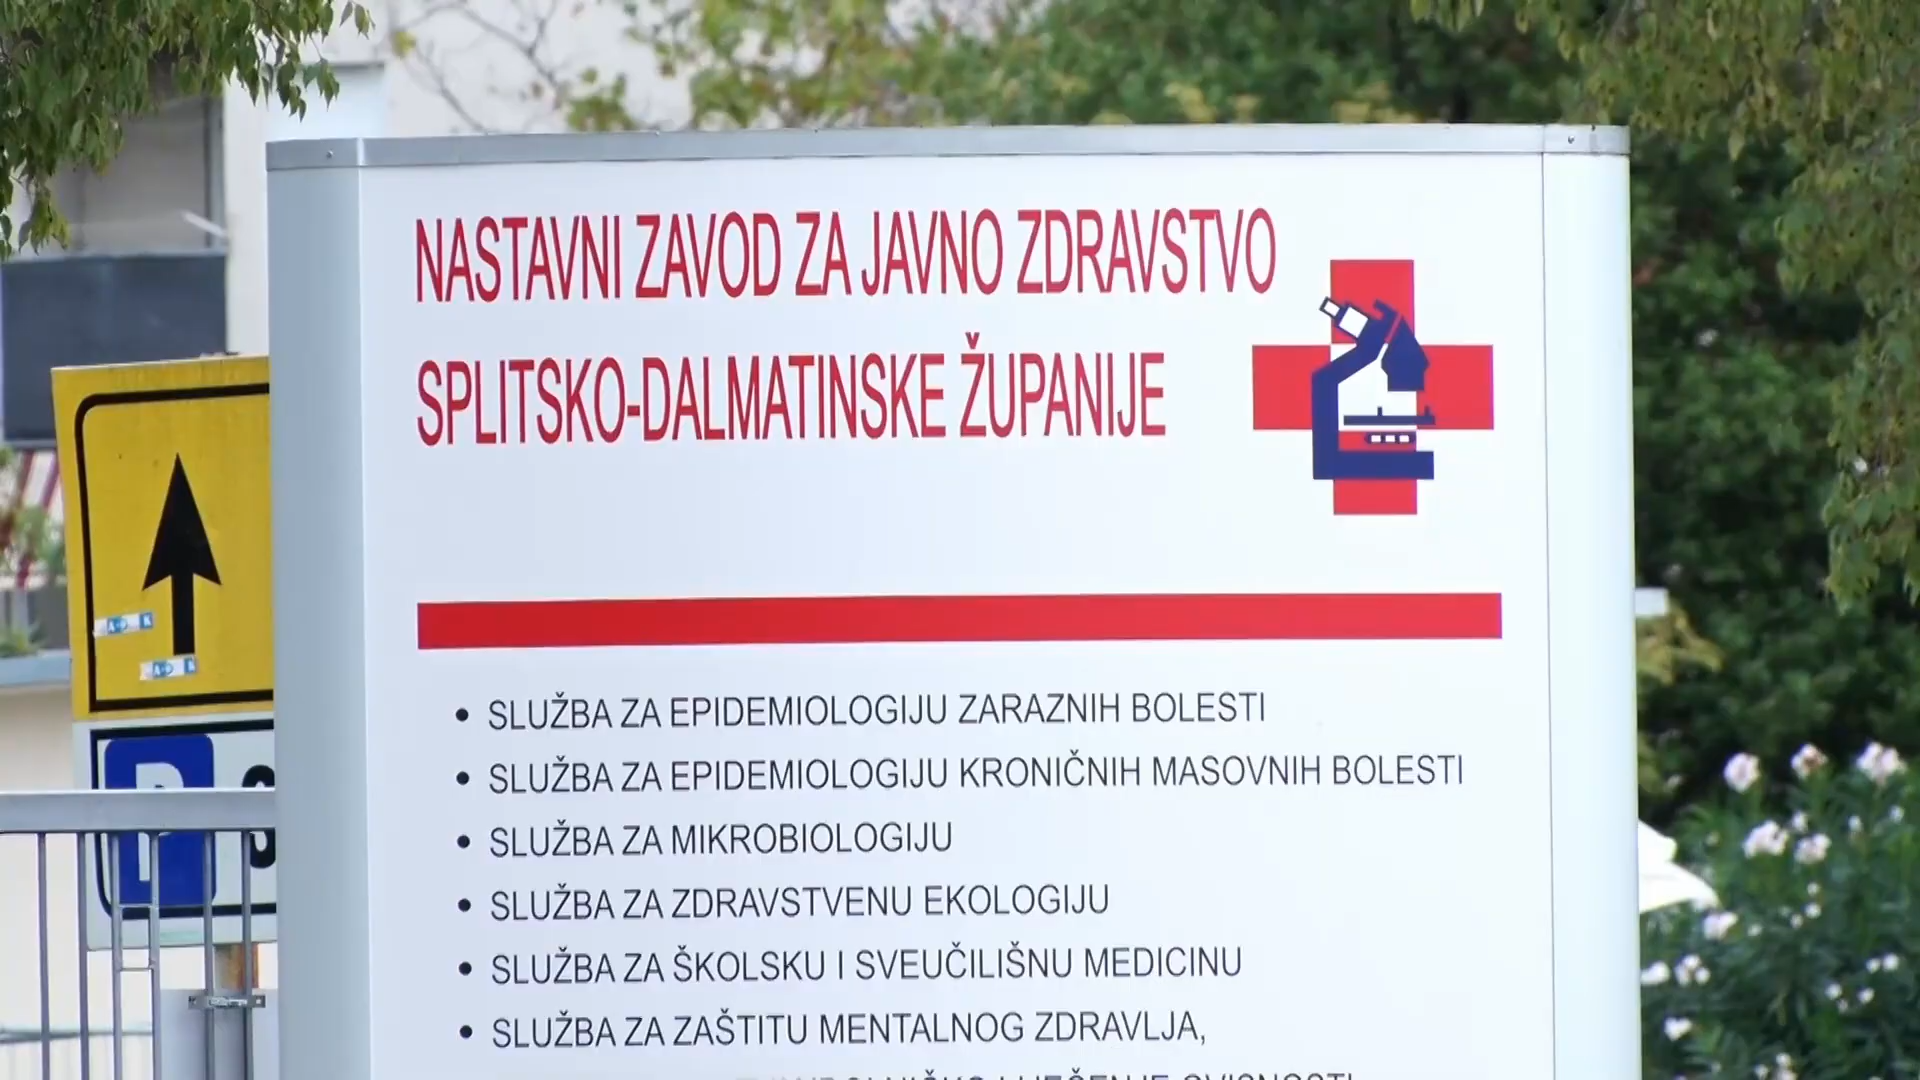 NASTAVNI ZAVOD ZA JAVNO ZDRAVSTVO
SPLITSKO-DALMATINSKE ŽUPANIJE
• SLUŽBA ZA EPIDEMIOLOGIJU ZARAZNIH BOLESTI
• SLUŽBA ZA EPIDEMIOLOGIJU KRONIČNIH MASOVNIH BOLESTI
• SLUŽBA ZA MIKROBIOLOGIJU
• SLUŽBA ZA ZDRAVSTVENU EKOLOGIJU
• SLUŽBA ZA ŠKOLSKU I SVEUČILIŠNU MEDICINU
• SLUŽBA ZA ZAŠTITU MENTALNOG ZDRAVLJA,
P